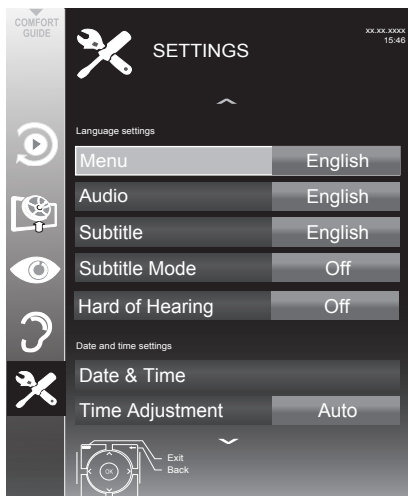 COMFORT
GUIDE
SETTINGS
xx.xx.xxxx
15:46
Language settings
Menu English
Audio English
Subtitle English
Subtitle Mode Off
Hard of Hearing Off
Date and time settings
Date & Time
Time Adjustment Auto
Exit
Back
OK